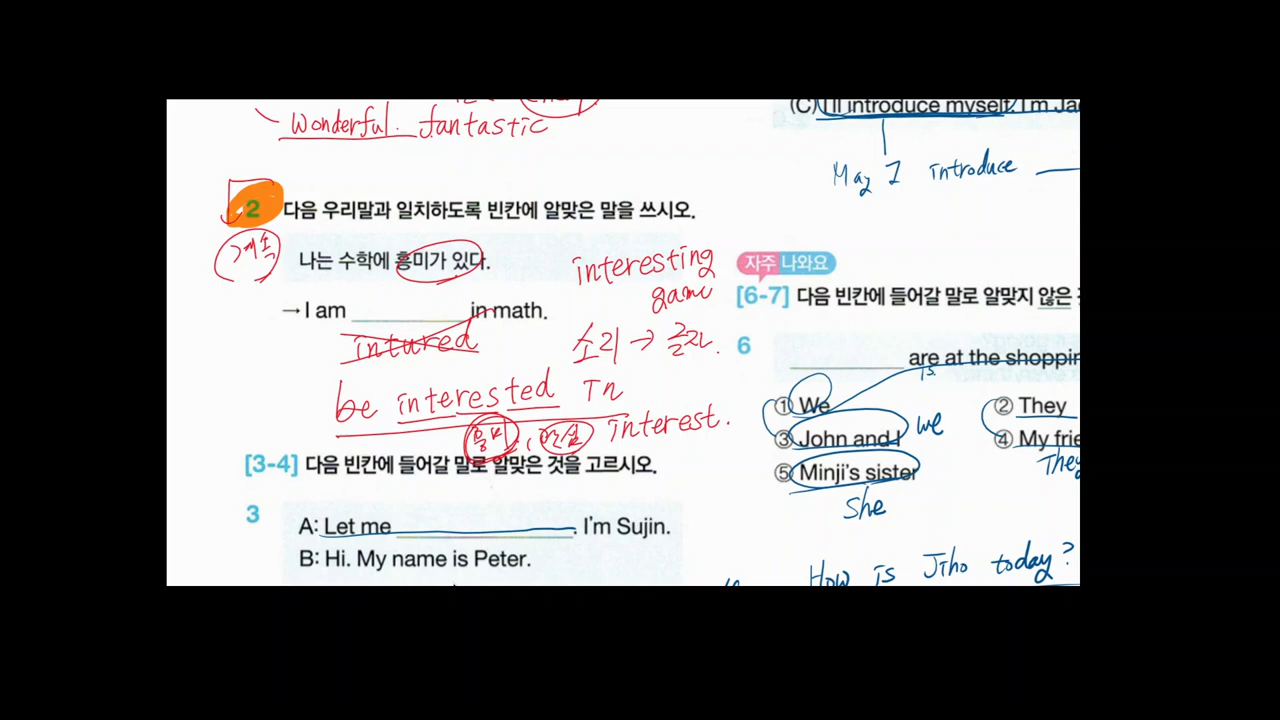 Wonderful. fantastic
2 다음 우리말과 일치하도록 빈칸에 알맞은 말을 쓰시오.
계속
나는 수학에 흥미가 있다.
→ I am __________ in math.
intured
interesting
game
소리 → 글자.
be interested In
흥미, 관심 interest.
[3-4] 다음 빈칸에 들어갈 말로 알맞은 것을 고르시오.
3
A: Let me __________. I'm Sujin.
B: Hi. My name is Peter.
(C) I'll introduce myself. I'm
May I introduce
자주 나와요
[6-7] 다음 빈칸에 들어갈 말로 알맞지 않은
6
__________ are at the
is
① We ② They
③ John and I we ④ My
They
⑤ Minji's sister
She
How is Jiho today?